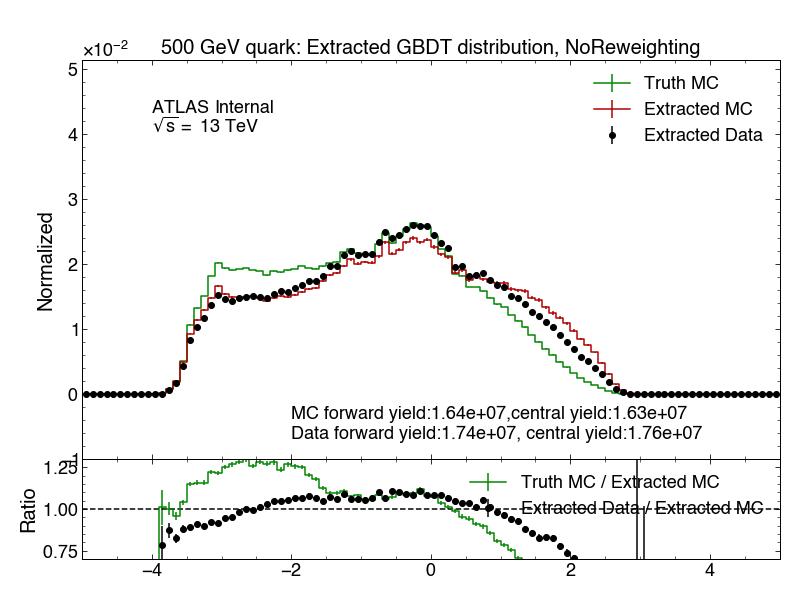 ×10⁻²
500 GeV quark: Extracted GBDT distribution, NoReweighting
5
4
3
2
1
0
1
Normalized
ATLAS Internal
√s = 13 TeV
Truth MC
Extracted MC
Extracted Data
MC forward yield:1.64e+07,central yield:1.63e+07
Data forward yield:1.74e+07, central yield:1.76e+07
1.25
1.00
0.75
Ratio
Truth MC / Extracted MC
Extracted Data / Extracted MC
−4 −2 0 2 4